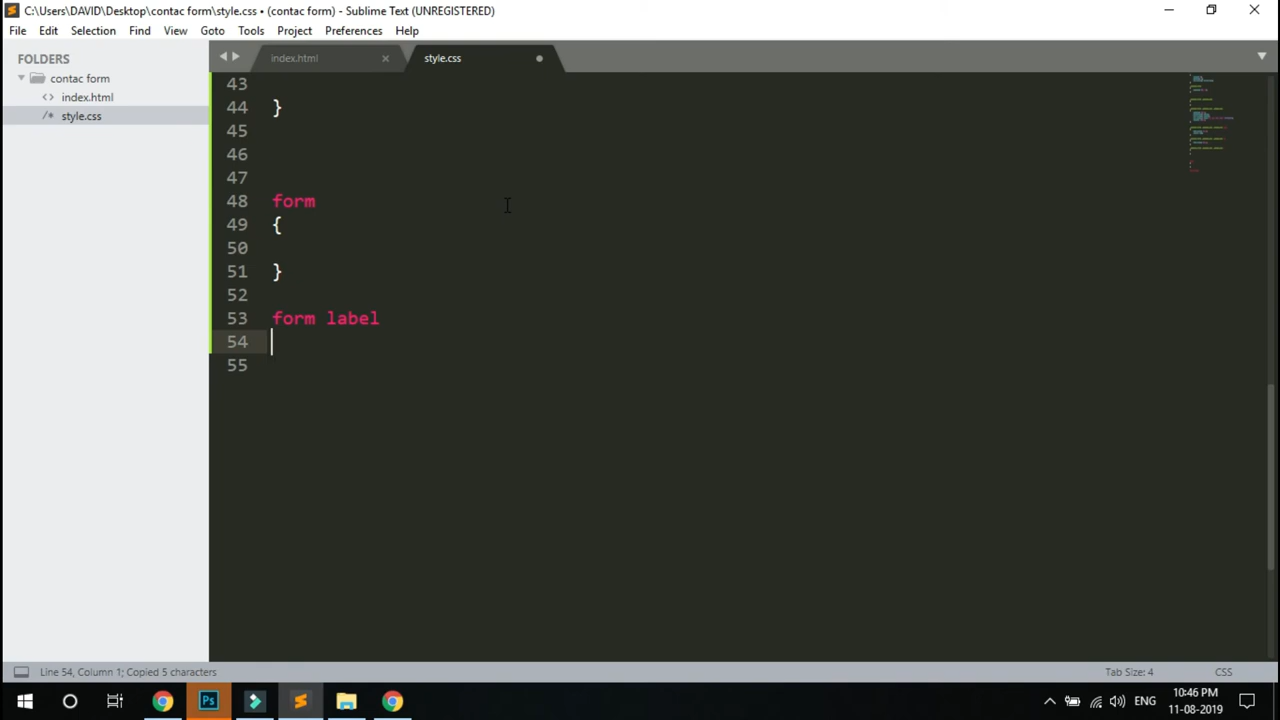 C:\Users\DAVID\Desktop\contac form\style.css • (contac form) - Sublime Text (UNREGISTERED)
File Edit Selection Find View Goto Tools Project Preferences Help
FOLDERS
contac form
index.html
style.css
index.html
style.css
43
44 }
45
46
47
48 form
49 {
50
51 }
52
53 form label
54
55
Line 54, Column 1; Copied 5 characters
Tab Size: 4
CSS
Ps
ENG
10:46 PM
11-08-2019